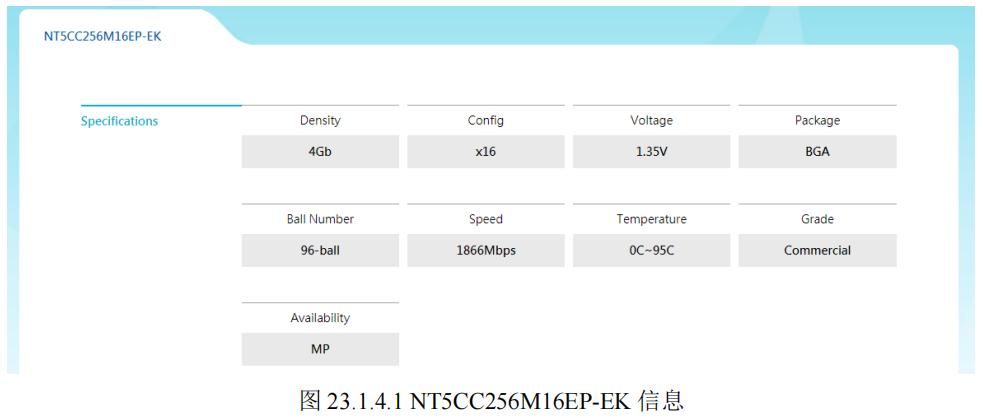 NT5CC256M16EP-EK
Specifications
Density Config Voltage Package
4Gb x16 1.35V BGA
Ball Number Speed Temperature Grade
96-ball 1866Mbps 0C~95C Commercial
Availability
MP
图 23.1.4.1 NT5CC256M16EP-EK 信息